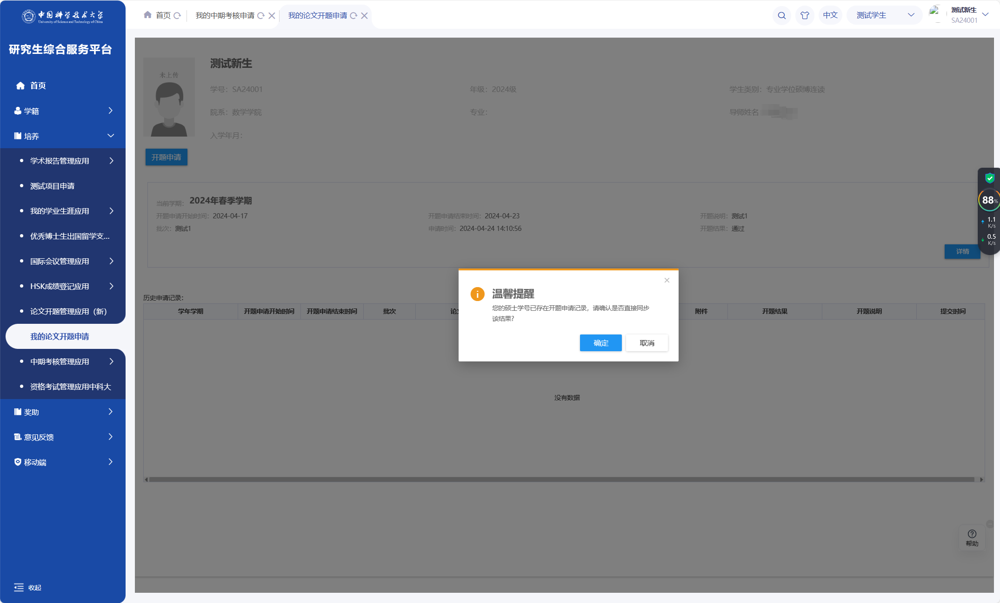 中国科学技术大学
University of Science and Technology of China
研究生综合服务平台
首页
学籍
培养
学术报告管理应用
测试项目申请
我的学业生涯应用
优秀博士生出国留学支...
国际会议管理应用
HSK成绩登记应用
论文开题管理应用（新）
我的论文开题申请
中期考核管理应用
资格考试管理应用中科大
奖助
意见反馈
移动端
收起
首页 我的中期考核申请 我的论文开题申请
中文 测试学生 测试新生
SA24001
未上传
测试新生
学号：SA24001 年级：2024级 学生类别：专业学位硕博连读
院系：数学学院 专业： 导师姓名
入学年月：
开题申请
当前学期： 2024年春季学期
开题申请开始时间：2024-04-17 开题申请结束时间：2024-04-23 开题说明：测试1
批次：测试1 申请时间：2024-04-24 14:10:56 开题结果：通过
详情
88%
1.1
K/s
0.5
K/s
温馨提醒
您的硕士学号已存在开题申请记录，请确认是否直接同步
该结果?
确定 取消
历史申请记录：
学年学期 开题申请开始时间 开题申请结束时间 批次 论 附件 开题结果 开题说明 提交时间
没有数据
帮助